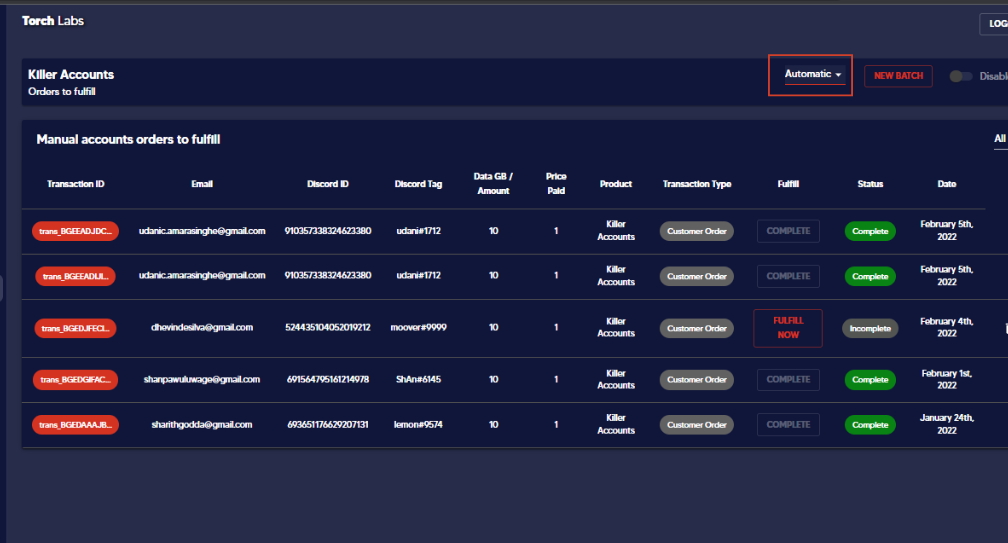 Torch Labs
LOG
Killer Accounts
Orders to fulfill
Automatic
NEW BATCH
Disabl
Manual accounts orders to fulfill
All
Transaction ID Email Discord ID Discord Tag Data GB / Amount Price Paid Product Transaction Type Fulfill Status Date
trans_BGEEADJDC... udanic.amarasinghe@gmail.com 910357338324623380 udani#1712 10 1 Killer Accounts Customer Order COMPLETE Complete February 5th, 2022
trans_BGEEADIJI... udanic.amarasinghe@gmail.com 910357338324623380 udani#1712 10 1 Killer Accounts Customer Order COMPLETE Complete February 5th, 2022
trans_BGEDJFECI... dhevindesilva@gmail.com 524435104052019212 moover#9999 10 1 Killer Accounts Customer Order FULFILL NOW Incomplete February 4th, 2022
trans_BGEDGIFAC... shanpawuluwage@gmail.com 691564795161214978 ShAn#6145 10 1 Killer Accounts Customer Order COMPLETE Complete February 1st, 2022
trans_BGEDAAAJB... sharithgodda@gmail.com 693651176629207131 lemon#9574 10 1 Killer Accounts Customer Order COMPLETE Complete January 24th, 2022